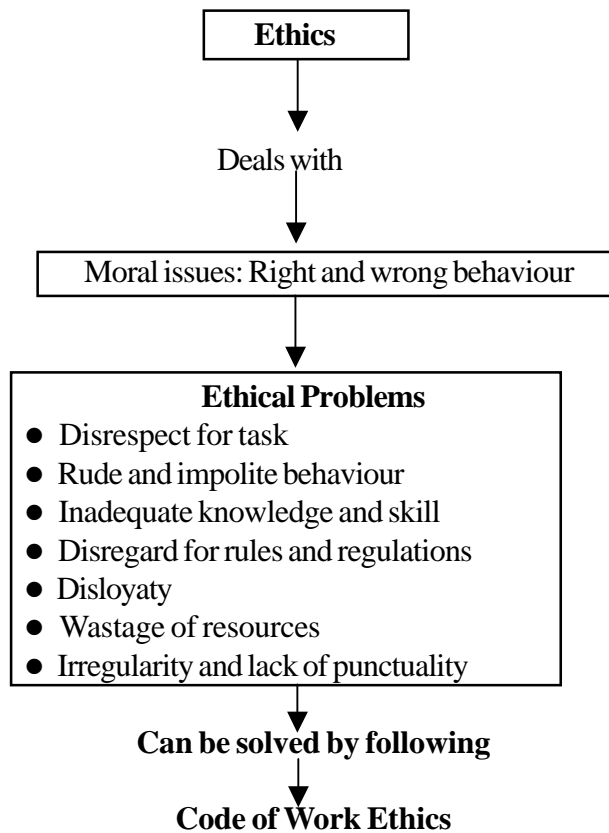 Ethics
Deals with
Moral issues: Right and wrong behaviour
Ethical Problems
● Disrespect for task
● Rude and impolite behaviour
● Inadequate knowledge and skill
● Disregard for rules and regulations
● Disloyaty
● Wastage of resources
● Irregularity and lack of punctuality
Can be solved by following
Code of Work Ethics